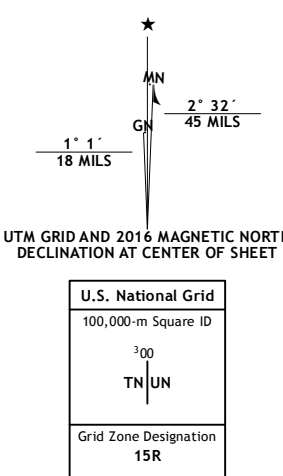 ★
MN
GN
2° 32´
45 MILS
1° 1´
18 MILS
UTM GRID AND 2016 MAGNETIC NORTH
DECLINATION AT CENTER OF SHEET
U.S. National Grid
100,000-m Square ID
³00
TN UN
Grid Zone Designation
15R